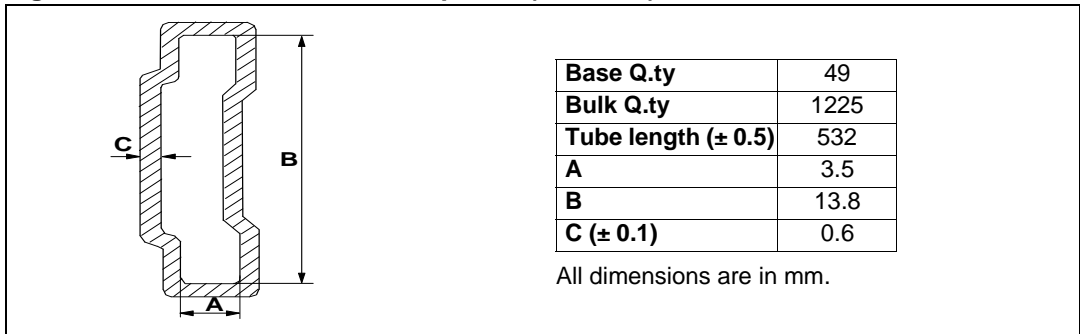 C
B
A
Base Q.ty 49
Bulk Q.ty 1225
Tube length (± 0.5) 532
A 3.5
B 13.8
C (± 0.1) 0.6
All dimensions are in mm.